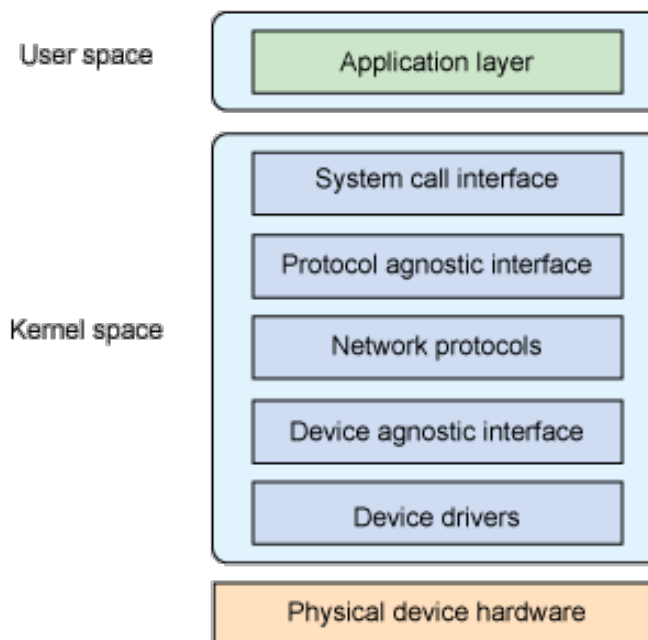 User space
Application layer
System call interface
Protocol agnostic interface
Kernel space
Network protocols
Device agnostic interface
Device drivers
Physical device hardware